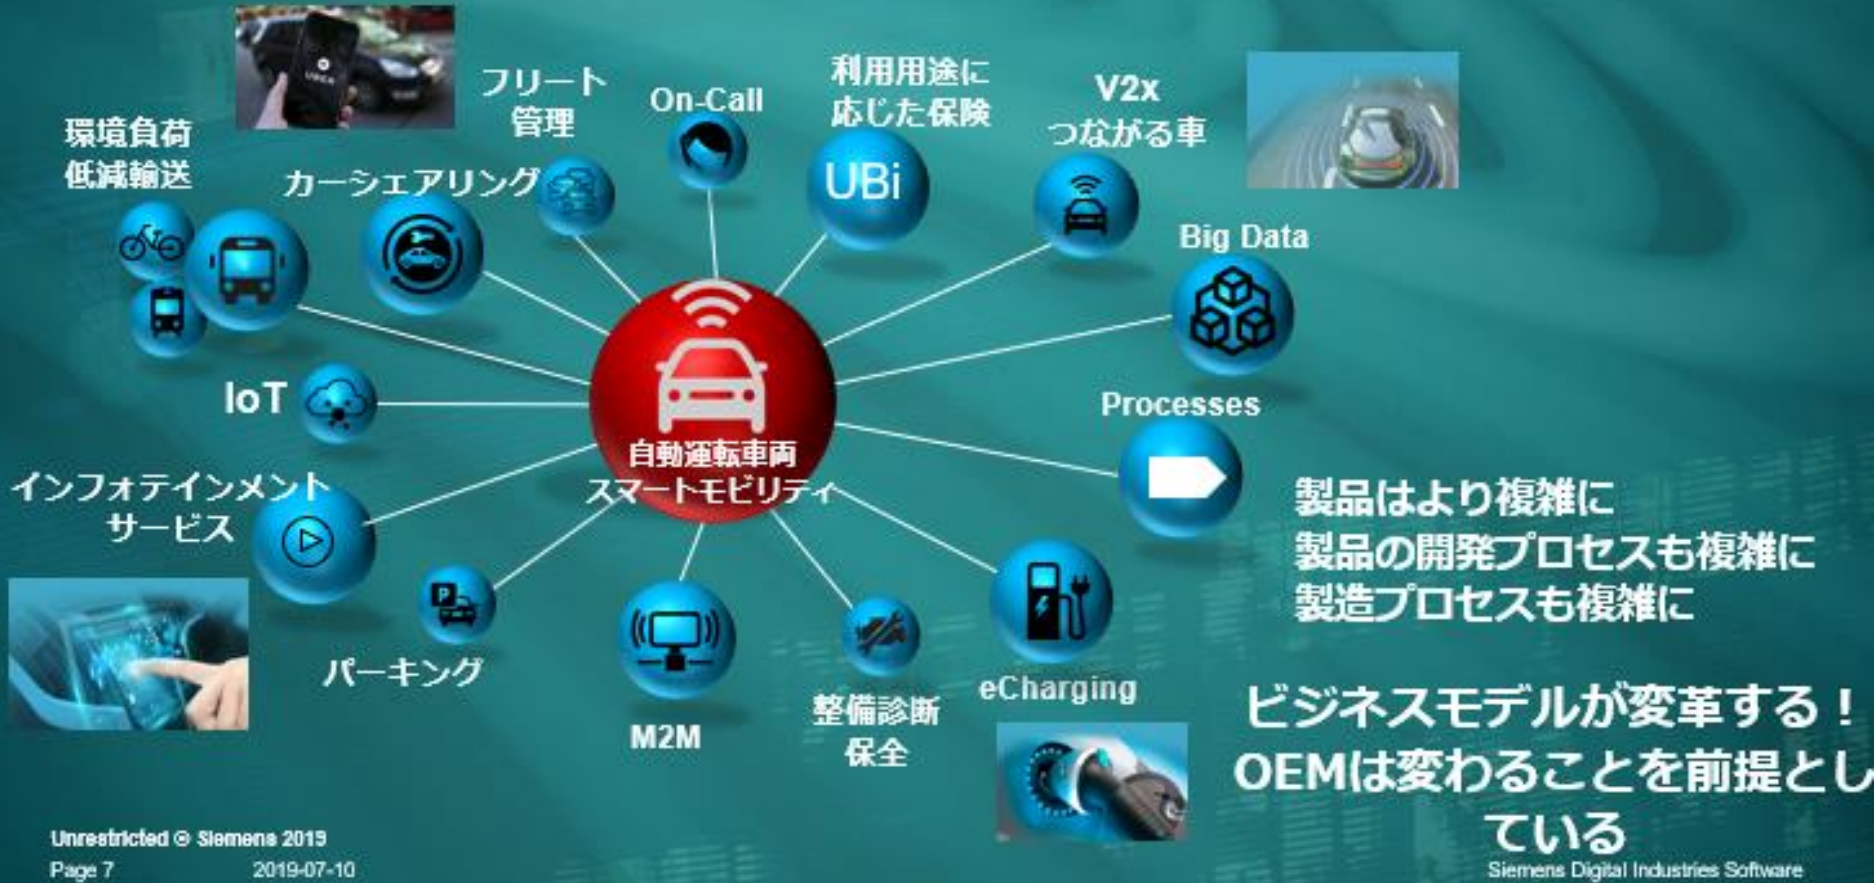 UBER
フリート
管理
On-Call
利用用途に
応じた保険
V2x
つながる車
環境負荷
低減輸送
カーシェアリング
UBi
Big Data
IoT
Processes
自動運転車両
スマートモビリティ
インフォテインメント
サービス
製品はより複雑に
製品の開発プロセスも複雑に
製造プロセスも複雑に
P
パーキング
M2M
整備診断
保全
eCharging
ビジネスモデルが変革する！
OEMは変わることを前提とし
ている
Unrestricted © Siemens 2019
Page 7
2019-07-10
Siemens Digital Industries Software